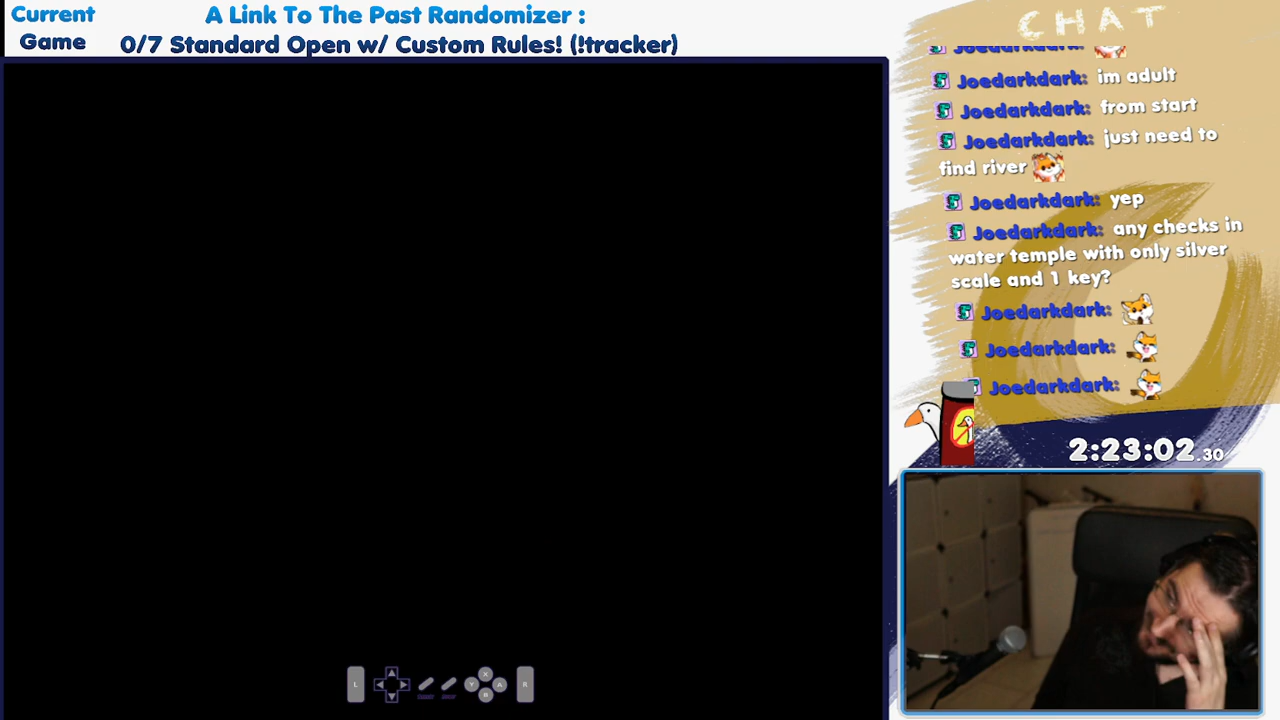 Current
Game
A Link To The Past Randomizer :
0/7 Standard Open w/ Custom Rules! (!tracker)
CHAT
Joedarkdark:
Joedarkdark: im adult
Joedarkdark: from start
Joedarkdark: just need to
find river
Joedarkdark: yep
Joedarkdark: any checks in
water temple with only silver
scale and 1 key?
Joedarkdark:
Joedarkdark:
Joedarkdark:
2:23:02.30
L
X
Y
A
B
R